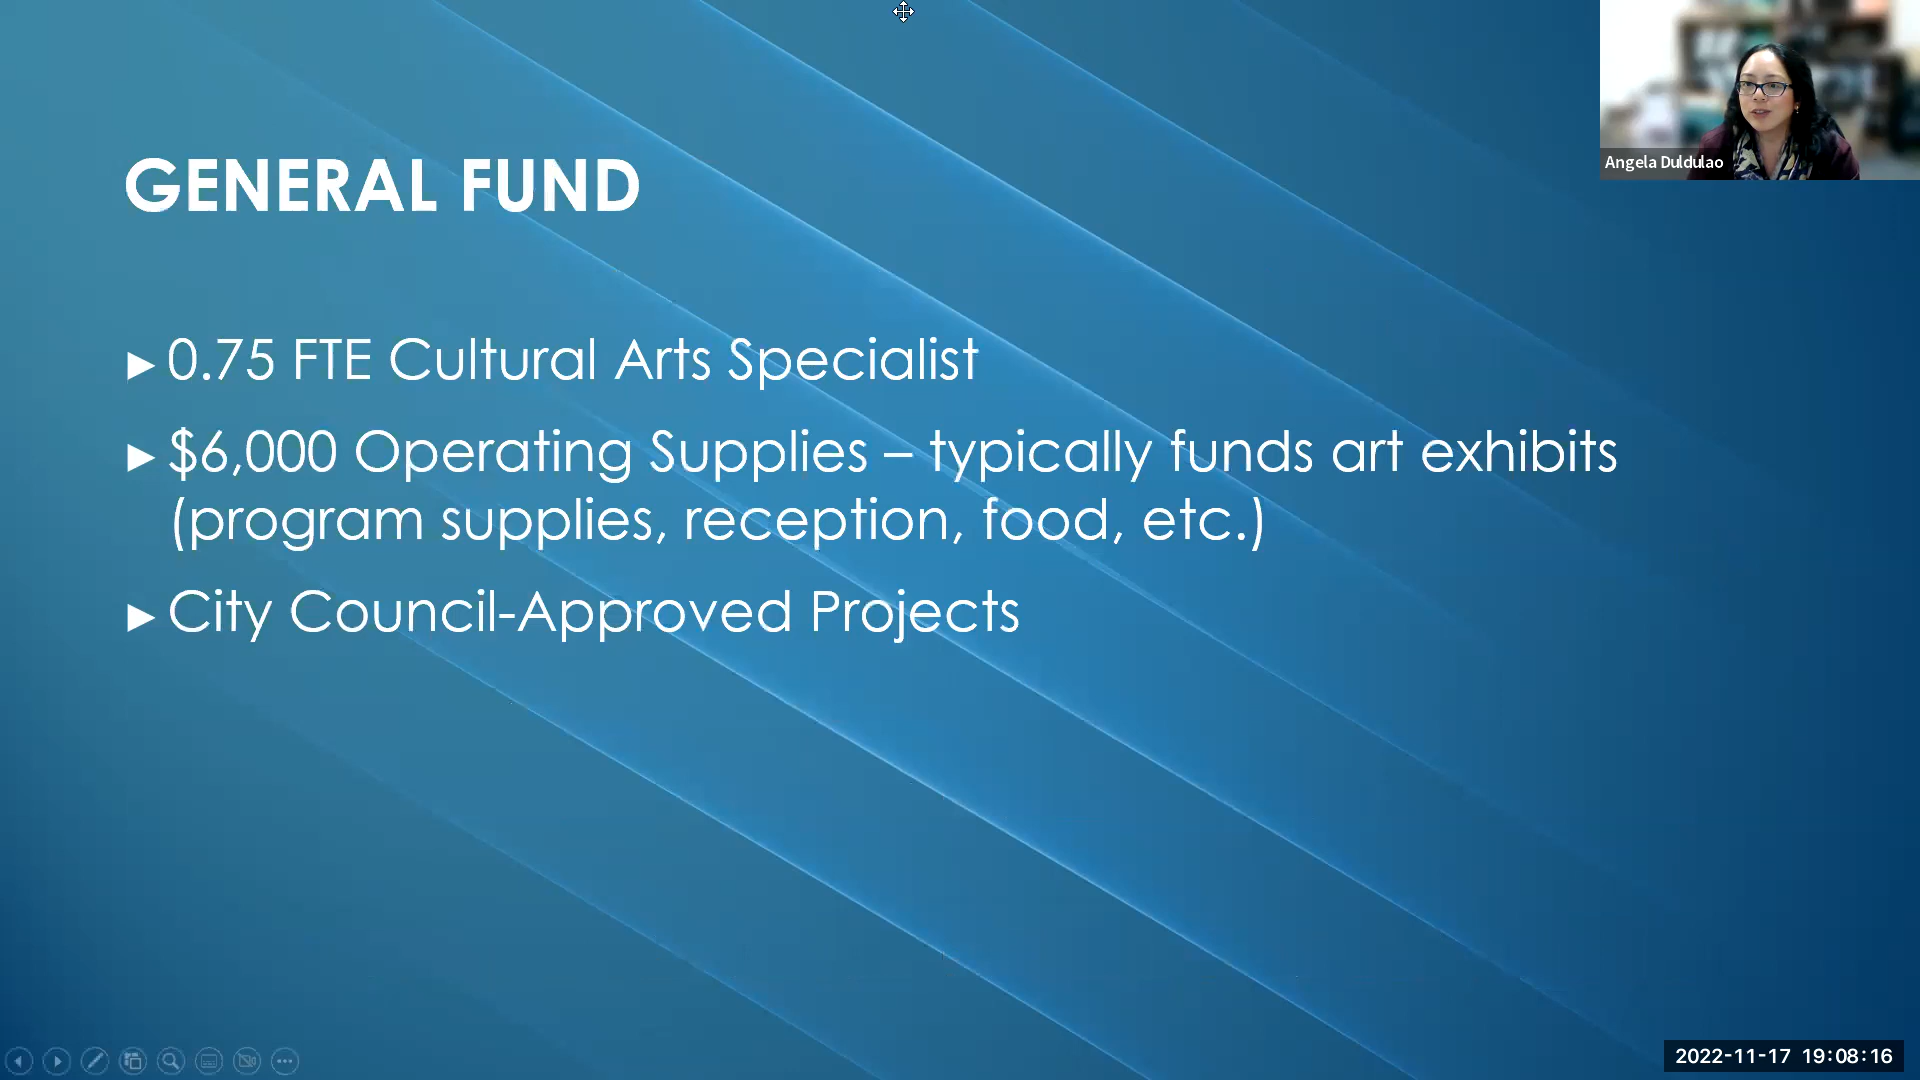 Angela Duldulao
GENERAL FUND
►0.75 FTE Cultural Arts Specialist
►$6,000 Operating Supplies – typically funds art exhibits
(program supplies, reception, food, etc.)
►City Council-Approved Projects
2022-11-17 19:08:16